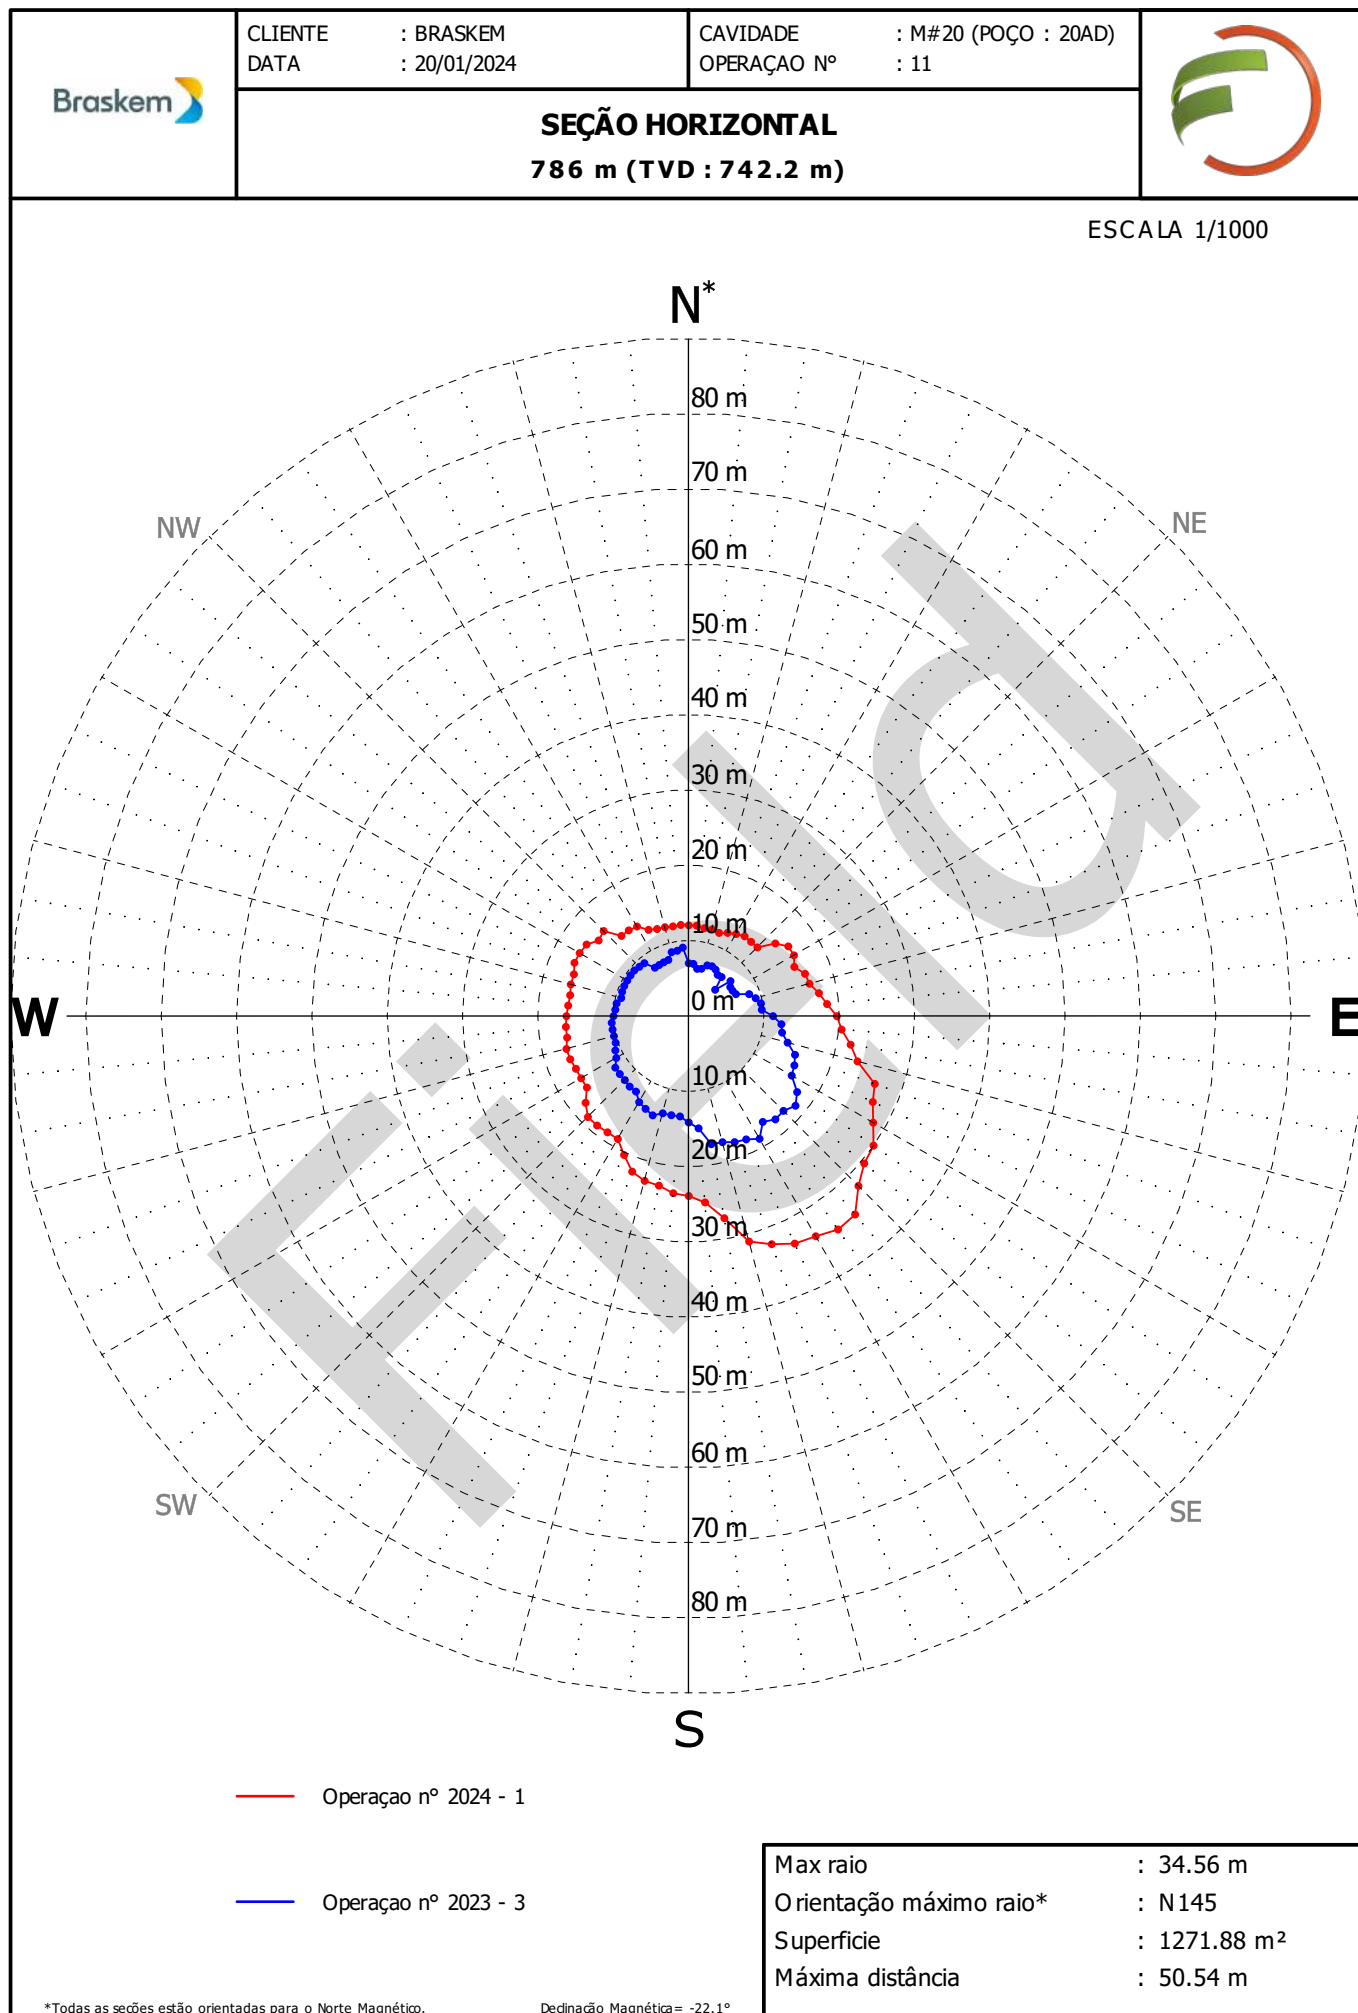 Braskem
CLIENTE : BRASKEM
DATA : 20/01/2024
CAVIDADE : M#20 (POÇO : 20AD)
OPERAÇAO N° : 11
SEÇÃO HORIZONTAL
786 m (TVD : 742.2 m)
ESCALA 1/1000
N*
80 m
70 m
NW
NE
60 m
50 m
40 m
30 m
20 m
10 m
0 m
W
E
10 m
20 m
30 m
40 m
50 m
60 m
SW
SE
70 m
80 m
S
Field
Operaçao n° 2024 - 1
Operaçao n° 2023 - 3
Max raio : 34.56 m
Orientação máximo raio* : N145
Superficie : 1271.88 m²
Máxima distância : 50.54 m
*Todas as seções estão orientadas para o Norte Magnético.
Declinação Magnética= -22.1°